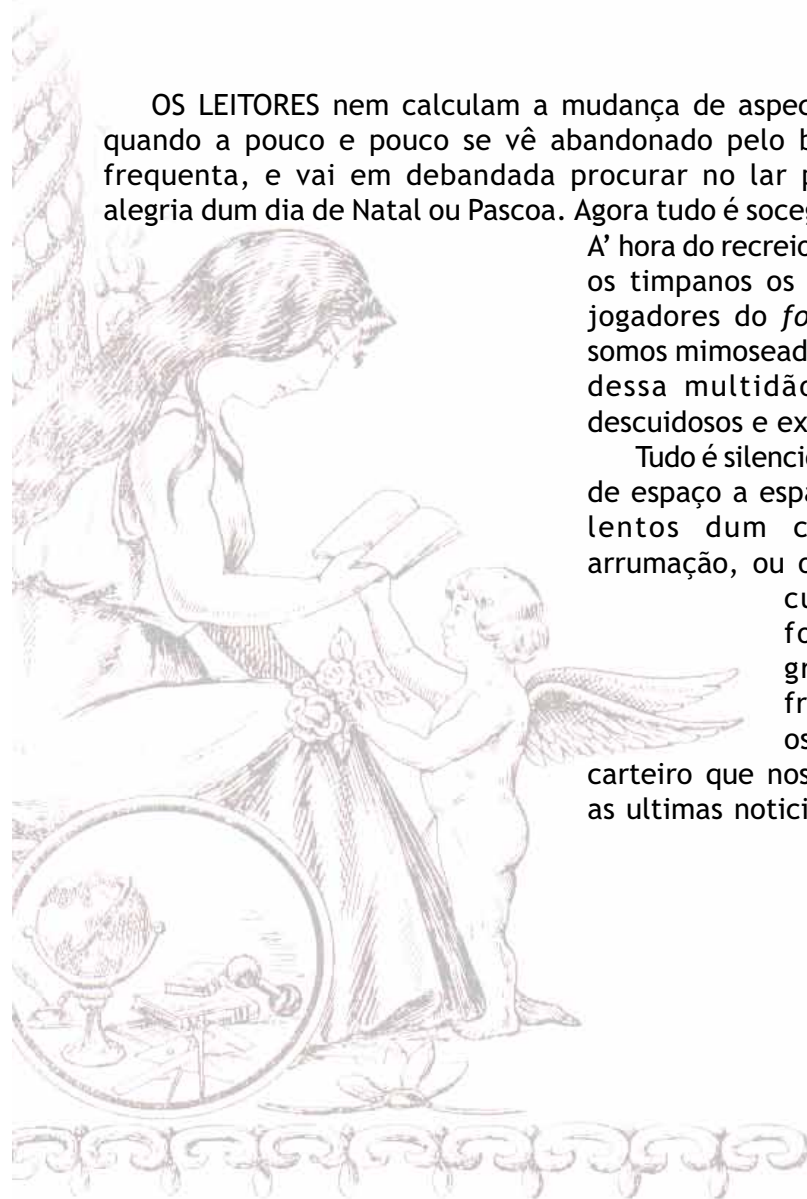 OS LEITORES nem calculam a mudança de aspec
quando a pouco e pouco se vê abandonado pelo b
frequenta, e vai em debandada procurar no lar p
alegria dum dia de Natal ou Pascoa. Agora tudo é soceg
A’ hora do recreio
os timpanos os
jogadores do fo
somos mimosead
dessa multidão
descuidosos e ex
Tudo é silencio
de espaço a espa
lentos dum c
arrumação, ou o
cu
fo
gr
fr
os
carteiro que nos
as ultimas notici